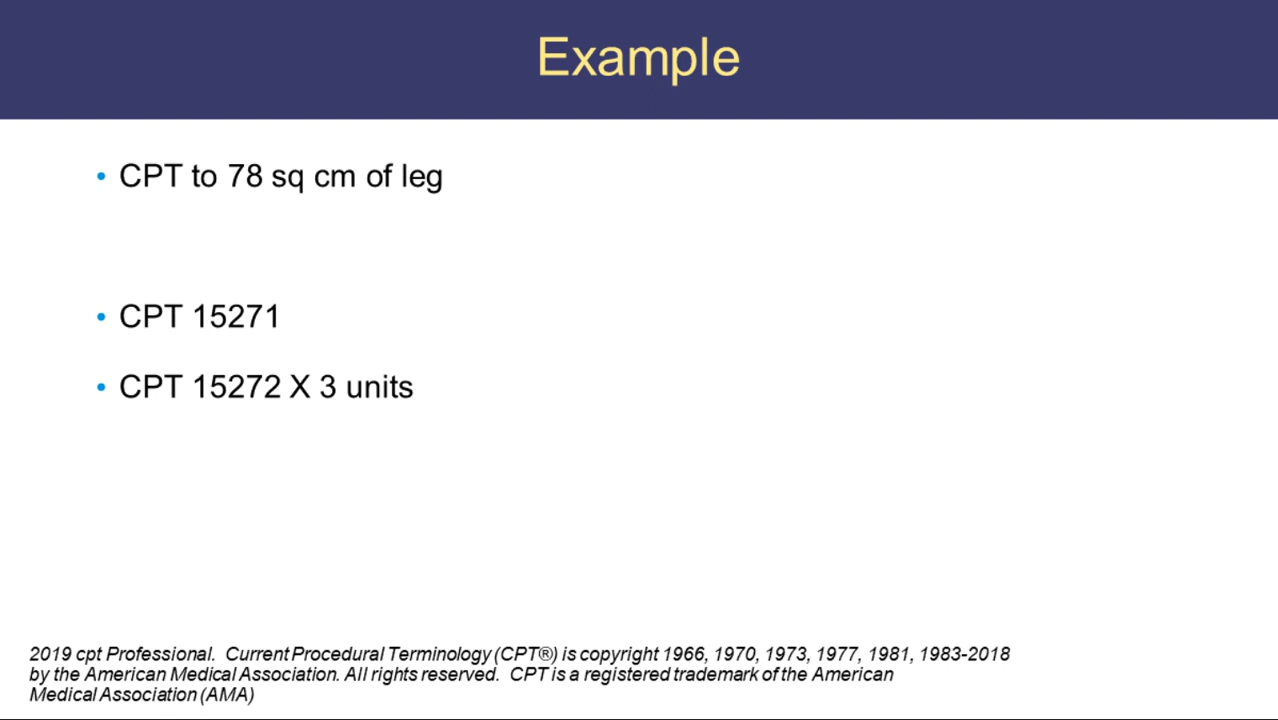 Example
• CPT to 78 sq cm of leg
• CPT 15271
• CPT 15272 X 3 units
2019 cpt Professional. Current Procedural Terminology (CPT®) is copyright 1966, 1970, 1973, 1977, 1981, 1983-2018
by the American Medical Association. All rights reserved. CPT is a registered trademark of the American
Medical Association (AMA)